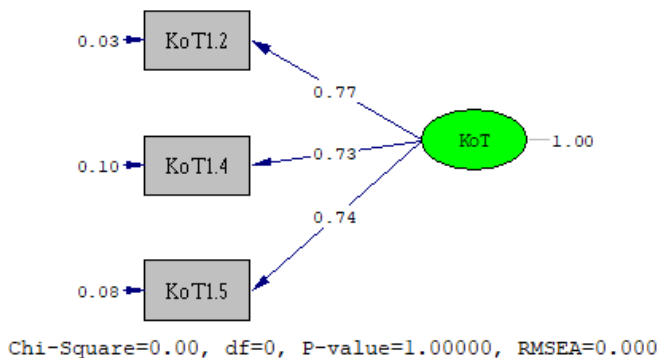 0.03
KoT1.2
0.77
KoT
1.00
0.10
KoT1.4
0.73
0.74
0.08
KoT1.5
Chi-Square=0.00, df=0, P-value=1.00000, RMSEA=0.000